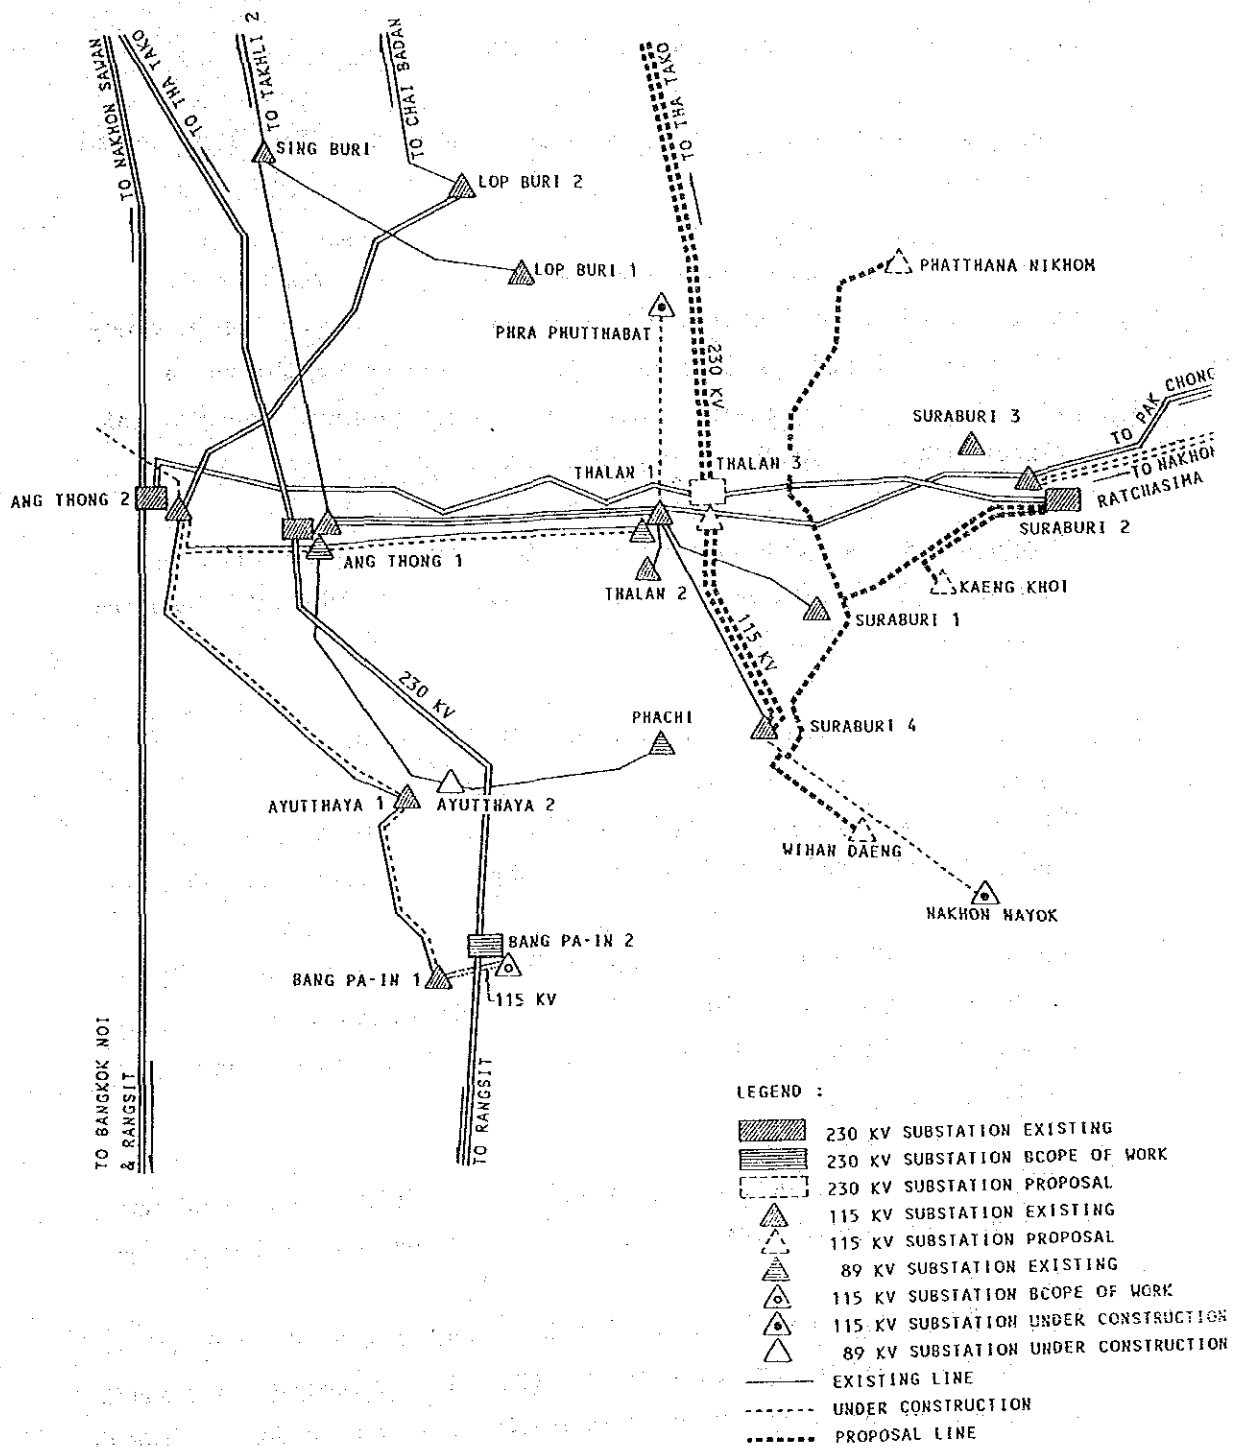 TO NAKHON SAWAN
TO THA TAKO
TO TAKHLI 2
TO CHAI BADAN
TO THA TAKO
SING BURI
LOP BURI 2
LOP BURI 1
PHATTHANA NIKHOM
PHRA PHUTTHABAT
230 KV
SURABURI 3
TO PAK CHONG
THALAN 1
THALAN 3
TO NAKHON
RATCHASIMA
ANG THONG 2
SURABURI 2
ANG THONG 1
KAENG KHOI
THALAN 2
SURABURI 1
115 KV
230 KV
PHACHI
SURABURI 4
AYUTTHAYA 1
AYUTTHAYA 2
WIHAN DAENG
NAKHON NAYOK
BANG PA-IN 2
BANG PA-IN 1
115 KV
TO BANGKOK NOI
& RANGSIT
TO RANGSIT
LEGEND :
230 KV SUBSTATION EXISTING
230 KV SUBSTATION BCOPE OF WORK
230 KV SUBSTATION PROPOSAL
115 KV SUBSTATION EXISTING
115 KV SUBSTATION PROPOSAL
89 KV SUBSTATION EXISTING
115 KV SUBSTATION BCOPE OF WORK
115 KV SUBSTATION UNDER CONSTRUCTION
89 KV SUBSTATION UNDER CONSTRUCTION
EXISTING LINE
UNDER CONSTRUCTION
PROPOSAL LINE